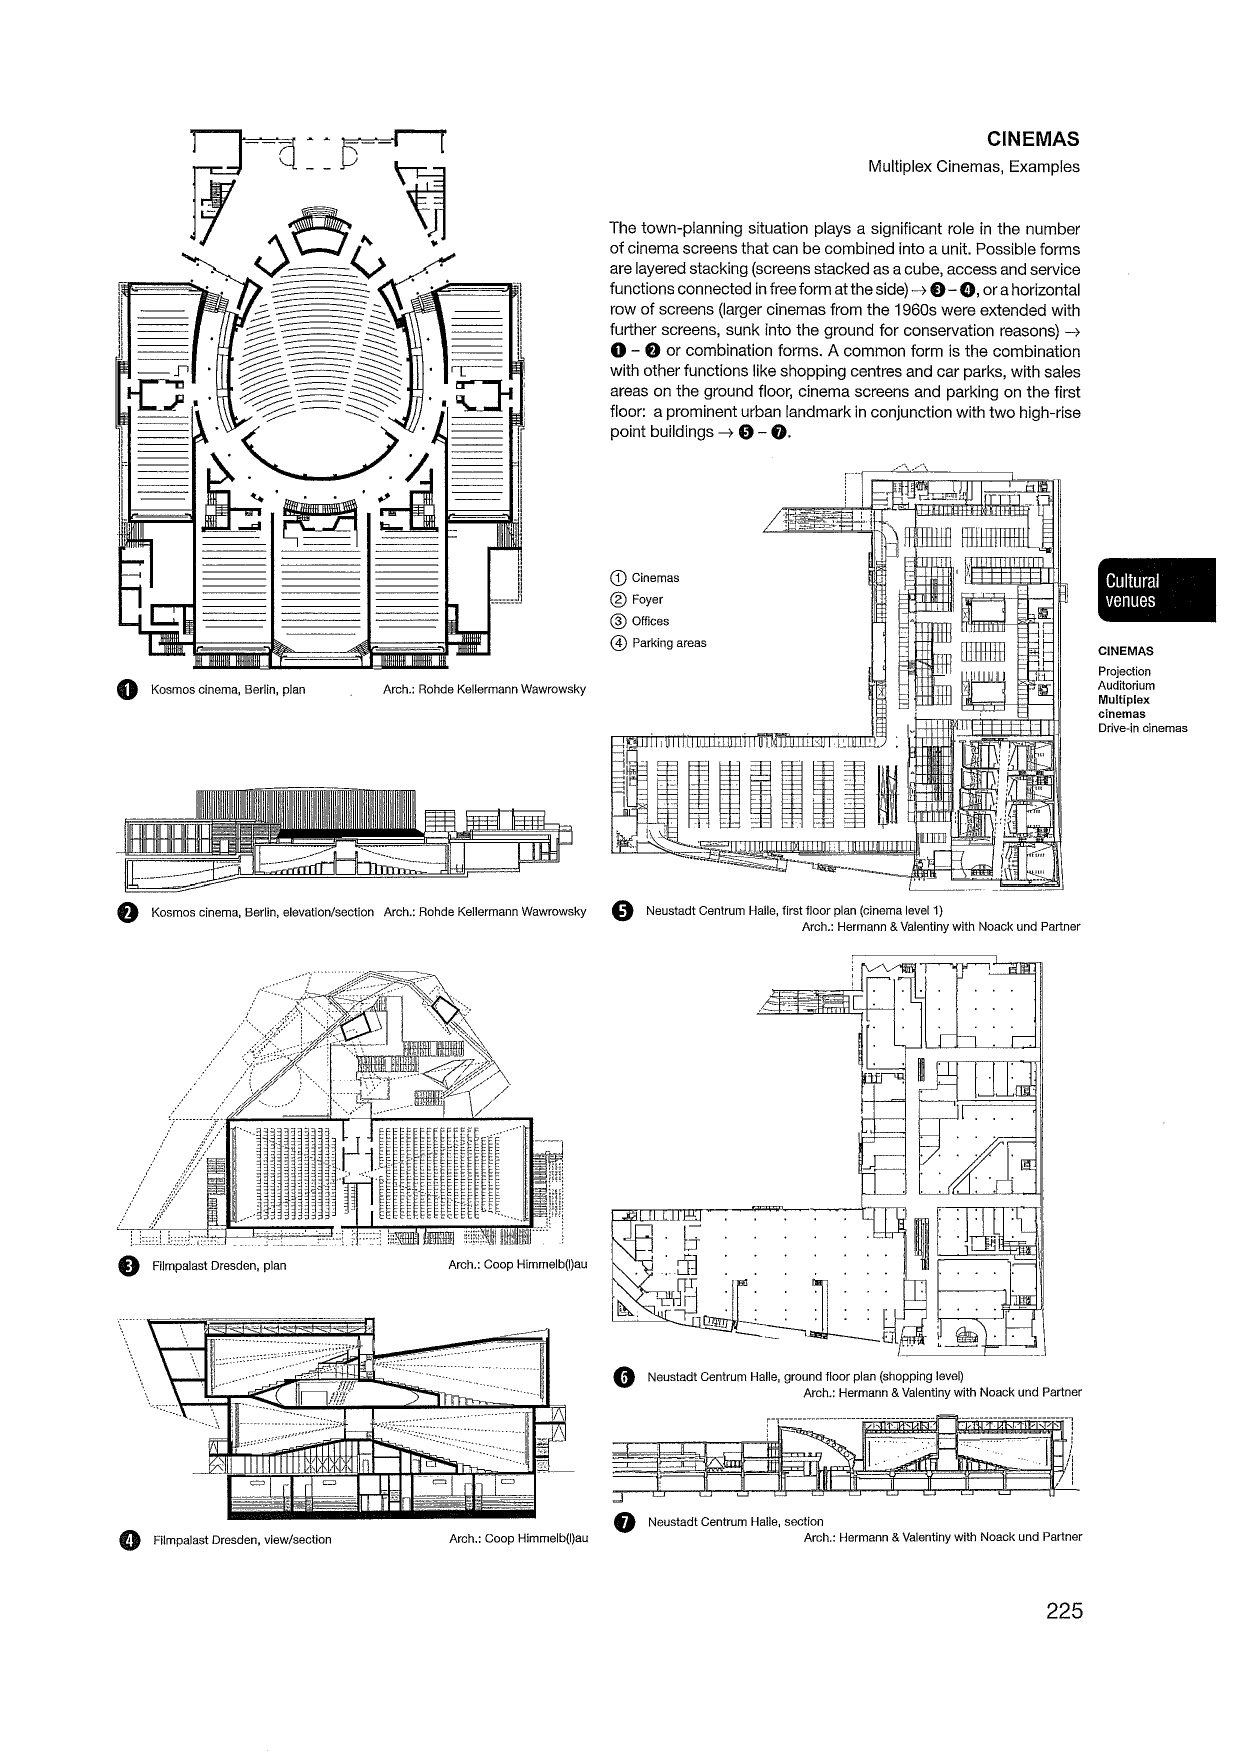 CINEMAS
Multiplex Cinemas, Examples
The town-planning situation plays a significant role in the number
of cinema screens that can be combined into a unit. Possible forms
are layered stacking (screens stacked as a cube, access and service
functions connected in free form at the side) → ❸ – ❹, or a horizontal
row of screens (larger cinemas from the 1960s were extended with
further screens, sunk into the ground for conservation reasons) →
❶ – ❷ or combination forms. A common form is the combination
with other functions like shopping centres and car parks, with sales
areas on the ground floor, cinema screens and parking on the first
floor: a prominent urban landmark in conjunction with two high-rise
point buildings → ❺ – ❼.
① Cinemas
② Foyer
③ Offices
④ Parking areas
Cultural
venues
CINEMAS
Projection
Auditorium
Multiplex
cinemas
Drive-in cinemas
❶ Kosmos cinema, Berlin, plan Arch.: Rohde Kellermann Wawrowsky
❷ Kosmos cinema, Berlin, elevation/section Arch.: Rohde Kellermann Wawrowsky
❸ Filmpalast Dresden, plan Arch.: Coop Himmelb(l)au
❹ Filmpalast Dresden, view/section Arch.: Coop Himmelb(l)au
❺ Neustadt Centrum Halle, first floor plan (cinema level 1)
Arch.: Hermann & Valentiny with Noack und Partner
❻ Neustadt Centrum Halle, ground floor plan (shopping level)
Arch.: Hermann & Valentiny with Noack und Partner
❼ Neustadt Centrum Halle, section
Arch.: Hermann & Valentiny with Noack und Partner
225